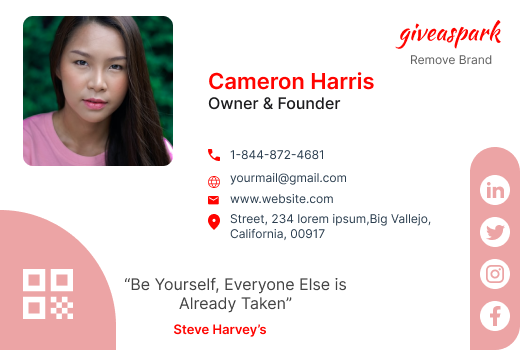 giveaspark
Remove Brand
Cameron Harris
Owner & Founder
1-844-872-4681
yourmail@gmail.com
www.website.com
Street, 234 lorem ipsum,Big Vallejo,
California, 00917
“Be Yourself, Everyone Else is
Already Taken”
Steve Harvey’s